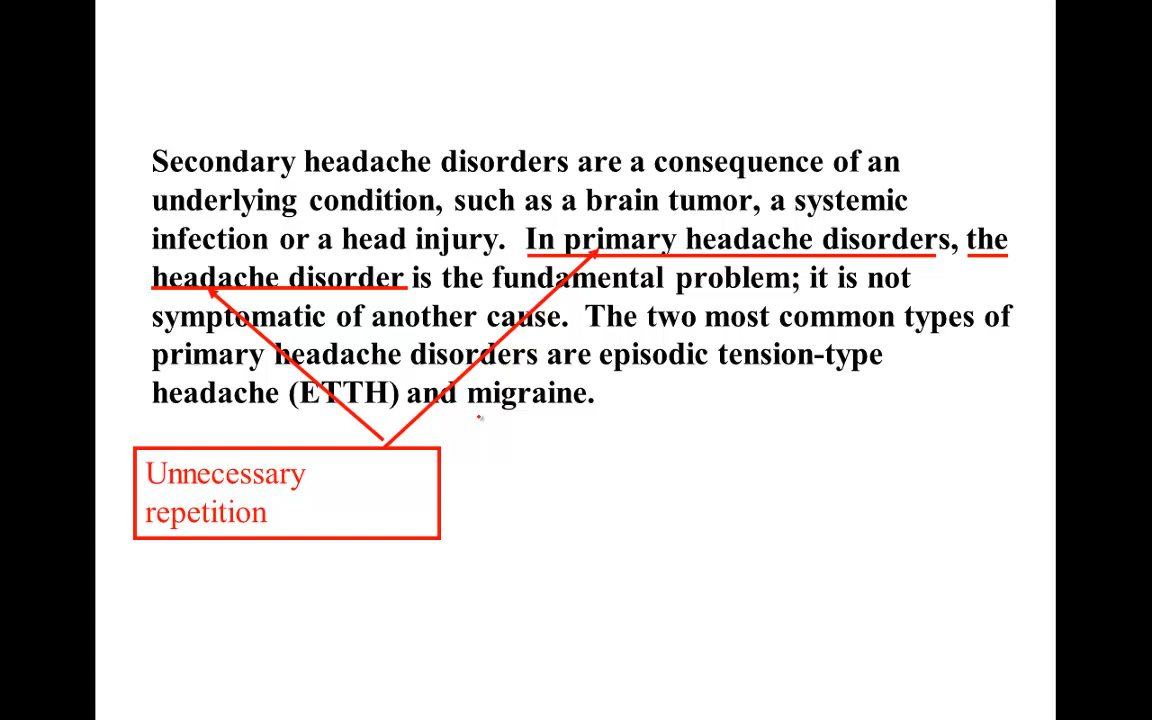 Secondary headache disorders are a consequence of an
underlying condition, such as a brain tumor, a systemic
infection or a head injury.  In primary headache disorders, the
headache disorder is the fundamental problem; it is not
symptomatic of another cause.  The two most common types of
primary headache disorders are episodic tension-type
headache (ETTH) and migraine.
Unnecessary
repetition